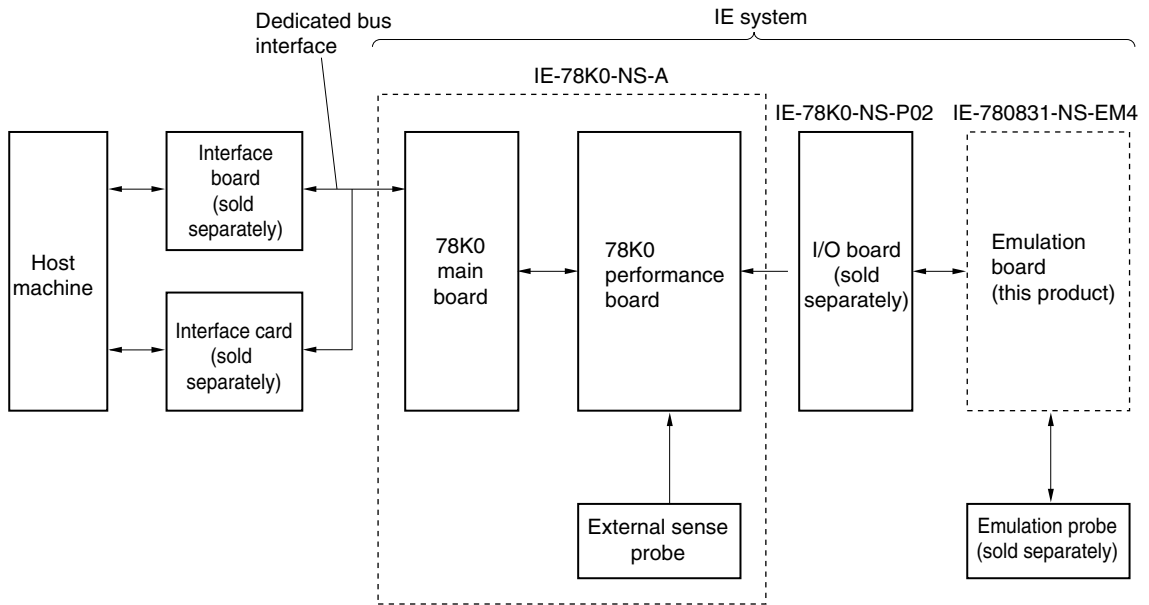 Dedicated bus
interface
IE system
IE-78K0-NS-A
IE-78K0-NS-P02
IE-780831-NS-EM4
Host
machine
Interface
board
(sold
separately)
Interface card
(sold
separately)
78K0
main
board
78K0
performance
board
I/O board
(sold
separately)
Emulation
board
(this product)
External sense
probe
Emulation probe
(sold separately)